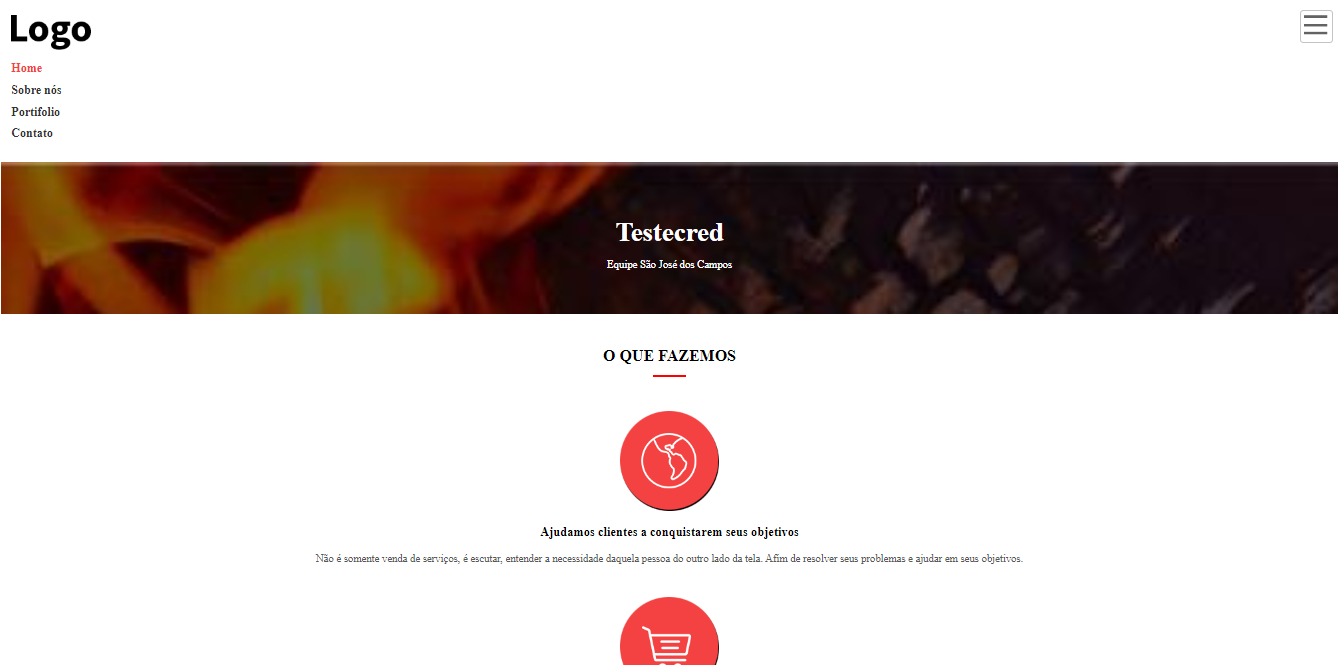 Logo
Home
Sobre nós
Portifolio
Contato
Testecred
Equipe São José dos Campos
O QUE FAZEMOS
Ajudamos clientes a conquistarem seus objetivos
Não é somente venda de serviços, é escutar, entender a necessidade daquela pessoa do outro lado da tela. Afim de resolver seus problemas e ajudar em seus objetivos.